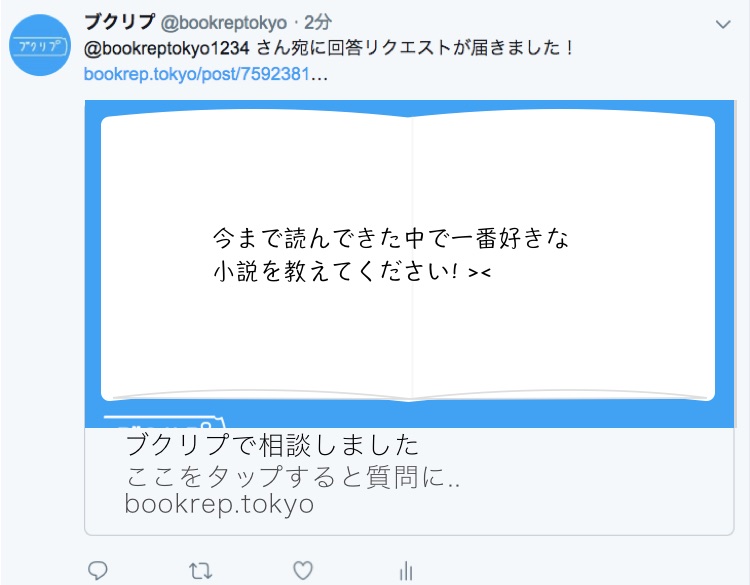 ブクリプ
ブクリプ @bookreptokyo · 2分
@bookreptokyo1234 さん宛に回答リクエストが届きました！
bookrep.tokyo/post/7592381…
今まで読んできた中で一番好きな
小説を教えてください! ><
ブクリプで相談しました
ここをタップすると質問に..
bookrep.tokyo